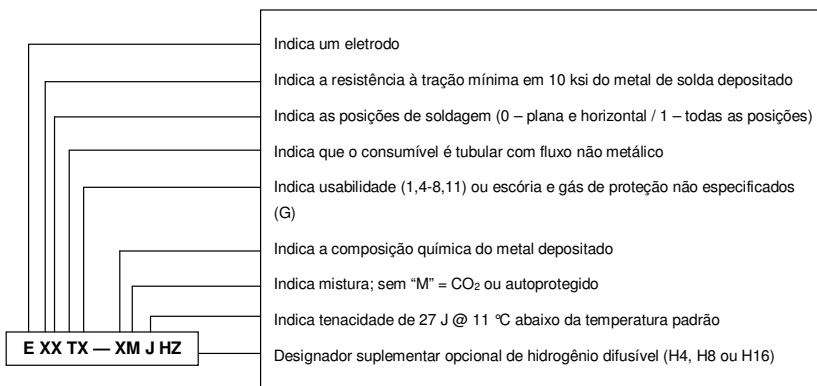 Indica um eletrodo
Indica a resistência à tração mínima em 10 ksi do metal de solda depositado
Indica as posições de soldagem (0 – plana e horizontal / 1 – todas as posições)
Indica que o consumível é tubular com fluxo não metálico
Indica usabilidade (1,4-8,11) ou escória e gás de proteção não especificados
(G)
Indica a composição química do metal depositado
Indica mistura; sem “M” = CO₂ ou autoprotegido
Indica tenacidade de 27 J @ 11 °C abaixo da temperatura padrão
E XX TX — XM J HZ
Designador suplementar opcional de hidrogênio difusível (H4, H8 ou H16)